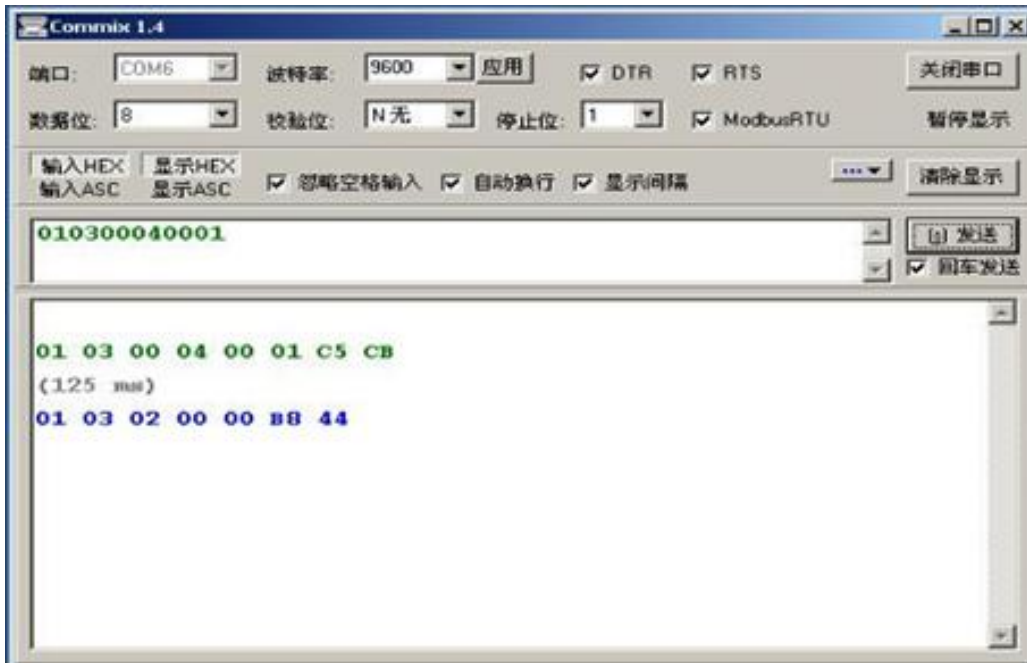 Commix 1.4
端口: COM6 波特率: 9600 应用 DTR RTS 关闭串口
数据位: 8 校验位: N 无 停止位: 1 ModbusRTU 暂停显示
输入HEX 显示HEX
输入ASC 显示ASC 忽略空格输入 自动换行 显示间隔 ... 清除显示
010300040001 发送
回车发送
01 03 00 04 00 01 C5 CB
(125 ms)
01 03 02 00 00 B8 44